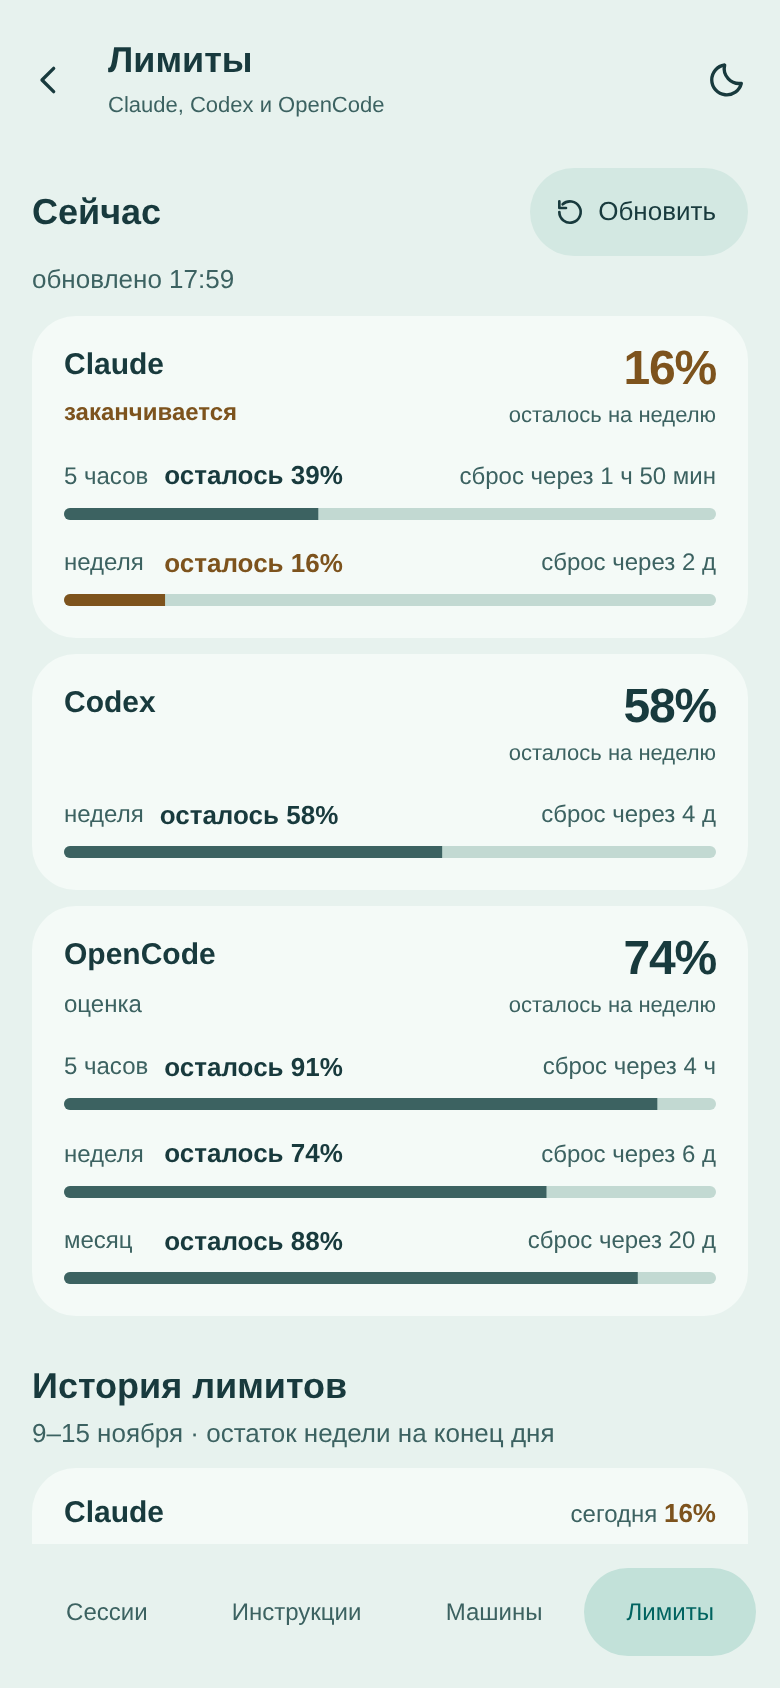 Лимиты
Claude, Codex и OpenCode
Сейчас
Обновить
обновлено 17:59
Claude
16%
заканчивается
осталось на неделю
5 часов осталось 39% сброс через 1 ч 50 мин
неделя осталось 16% сброс через 2 д
Codex
58%
осталось на неделю
неделя осталось 58% сброс через 4 д
OpenCode
74%
оценка
осталось на неделю
5 часов осталось 91% сброс через 4 ч
неделя осталось 74% сброс через 6 д
месяц осталось 88% сброс через 20 д
История лимитов
9–15 ноября · остаток недели на конец дня
Claude
сегодня 16%
Сессии Инструкции Машины Лимиты